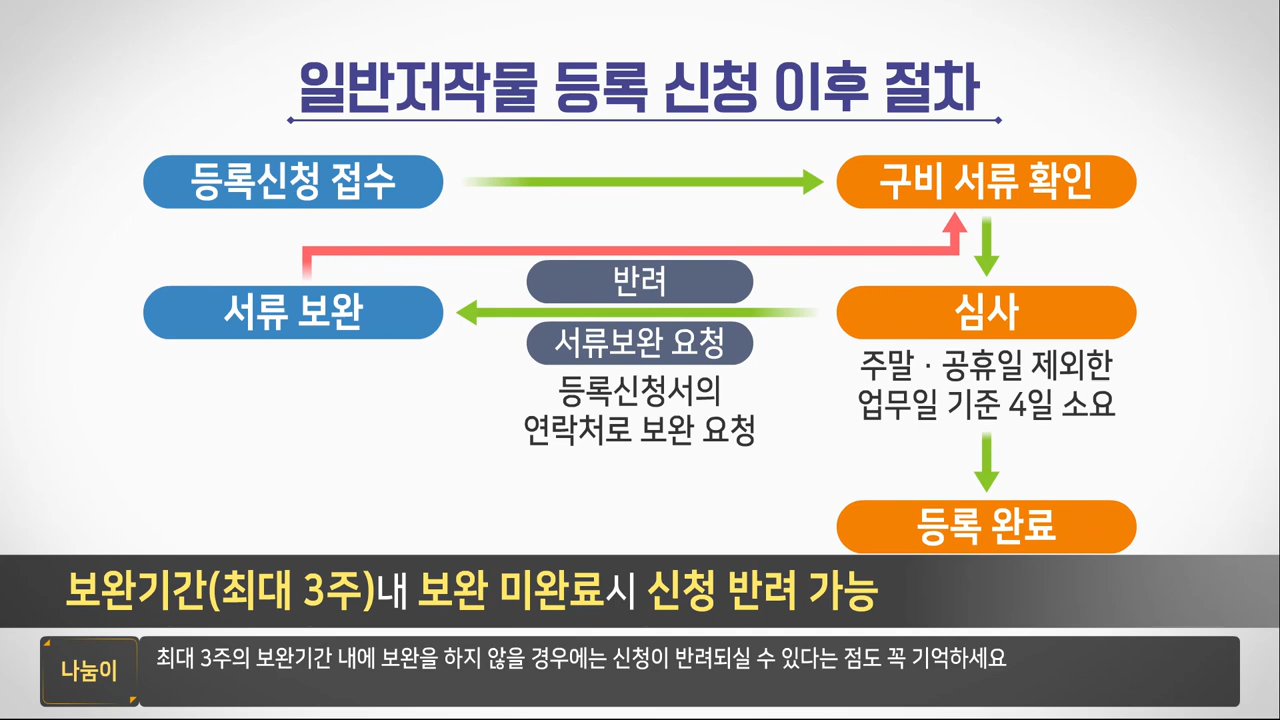 일반저작물 등록 신청 이후 절차
등록신청 접수
구비 서류 확인
반려
서류 보완
심사
서류보완 요청
등록신청서의
연락처로 보완 요청
주말 · 공휴일 제외한
업무일 기준 4일 소요
등록 완료
보완기간(최대 3주)내 보완 미완료시 신청 반려 가능
나눔이
최대 3주의 보완기간 내에 보완을 하지 않을 경우에는 신청이 반려되실 수 있다는 점도 꼭 기억하세요